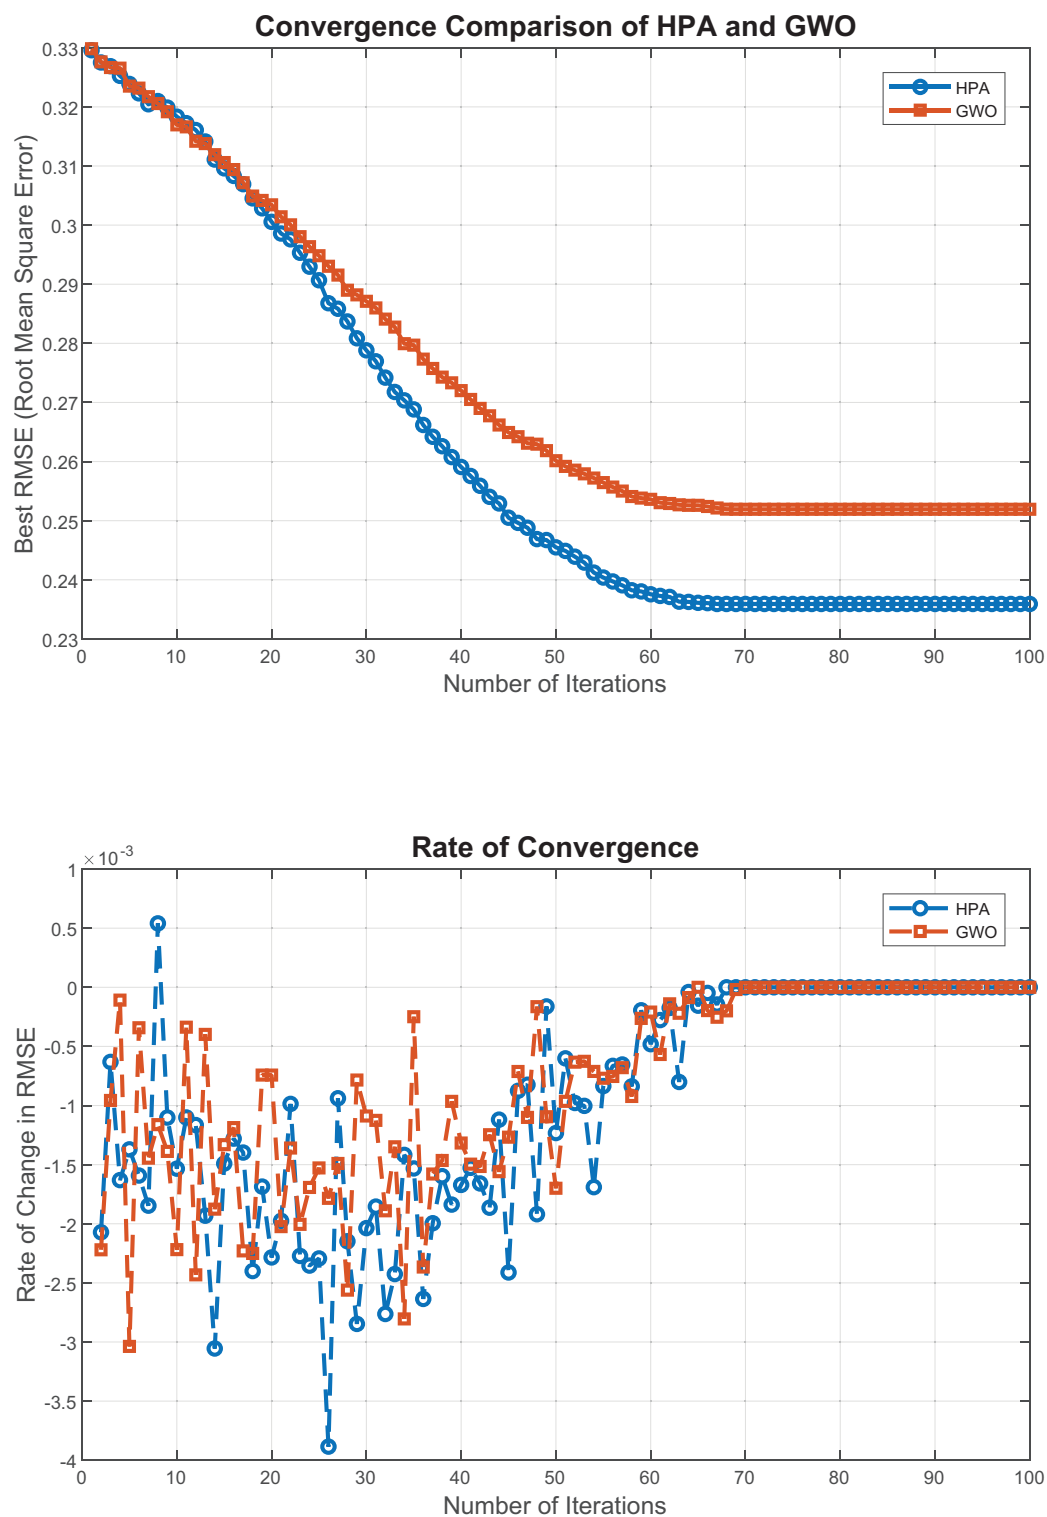 Convergence Comparison of HPA and GWO
Best RMSE (Root Mean Square Error)
0.33
0.32
0.31
0.3
0.29
0.28
0.27
0.26
0.25
0.24
0.23
HPA
GWO
0 10 20 30 40 50 60 70 80 90 100
Number of Iterations
Rate of Convergence
×10-3
Rate of Change in RMSE
1
0.5
0
-0.5
-1
-1.5
-2
-2.5
-3
-3.5
-4
HPA
GWO
0 10 20 30 40 50 60 70 80 90 100
Number of Iterations